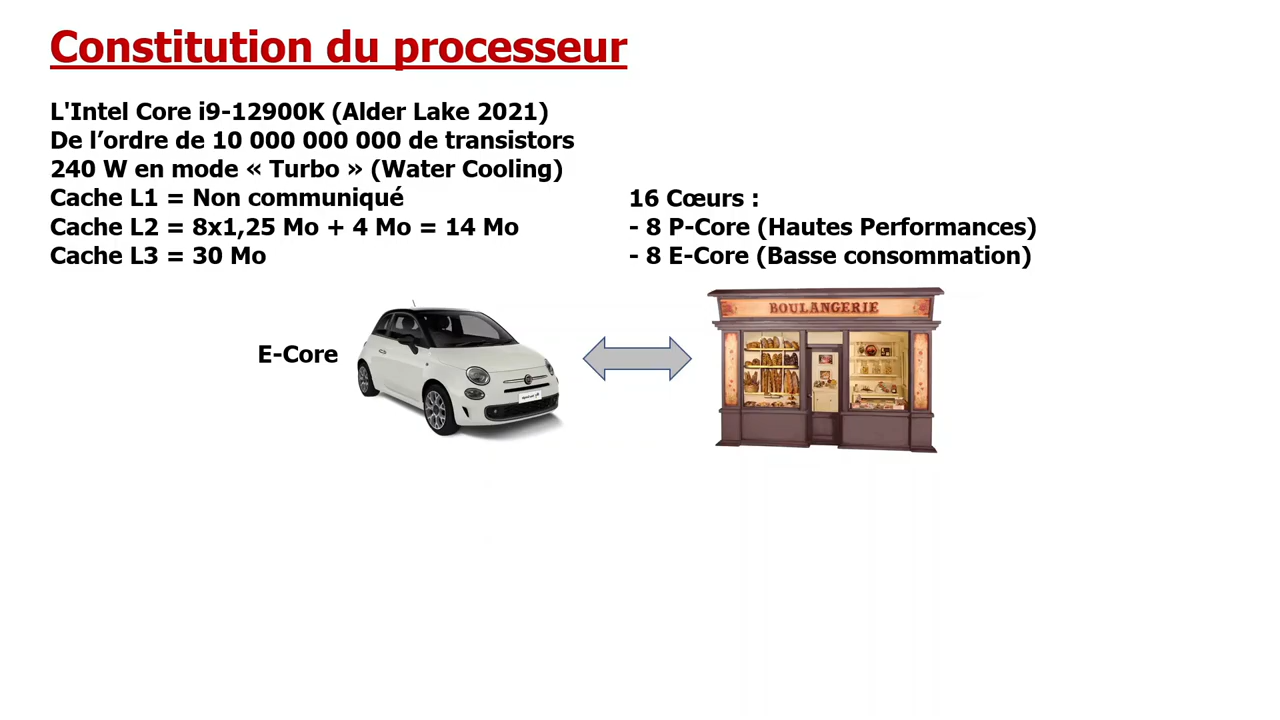 Constitution du processeur
L'Intel Core i9-12900K (Alder Lake 2021)
De l’ordre de 10 000 000 000 de transistors
240 W en mode « Turbo » (Water Cooling)
Cache L1 = Non communiqué
Cache L2 = 8x1,25 Mo + 4 Mo = 14 Mo
Cache L3 = 30 Mo
16 Cœurs :
- 8 P-Core (Hautes Performances)
- 8 E-Core (Basse consommation)
BOULANGERIE
E-Core